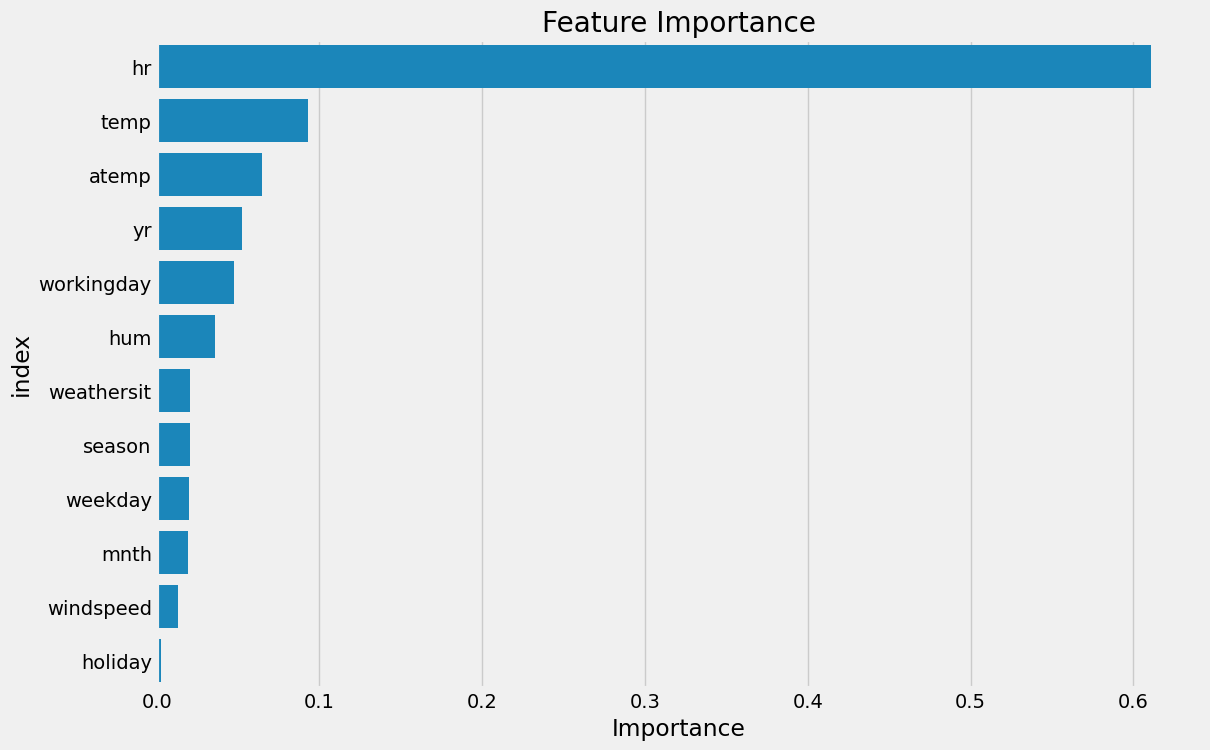 Feature Importance
hr
temp
atemp
yr
workingday
hum
weathersit
season
weekday
mnth
windspeed
holiday
index
0.0 0.1 0.2 0.3 0.4 0.5 0.6
Importance